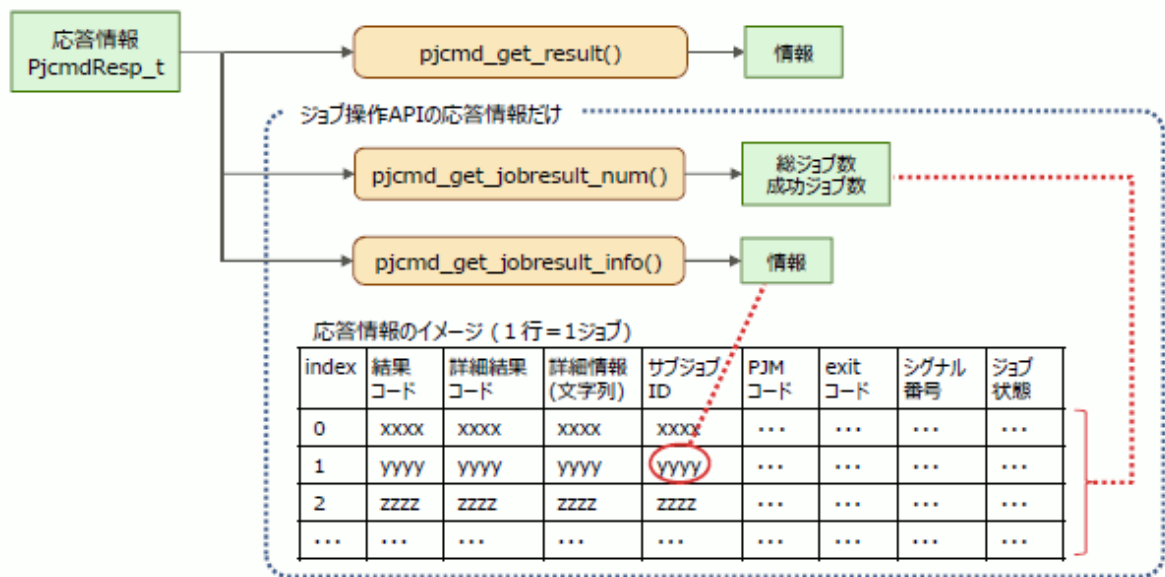 応答情報
PjcmdResp_t
pjcmd_get_result()
情報
ジョブ操作APIの応答情報だけ
pjcmd_get_jobresult_num()
総ジョブ数
成功ジョブ数
pjcmd_get_jobresult_info()
情報
応答情報のイメージ (1行=1ジョブ)
index 結果 詳細結果 詳細情報 サブジョブ PJM exit シグナル ジョブ
コード コード (文字列) ID コード コード 番号 状態
0 xxxx xxxx xxxx xxxx ... ... ... ...
1 yyyy yyyy yyyy yyyy ... ... ... ...
2 zzzz zzzz zzzz zzzz ... ... ... ...
... ... ... ... ... ... ... ... ...